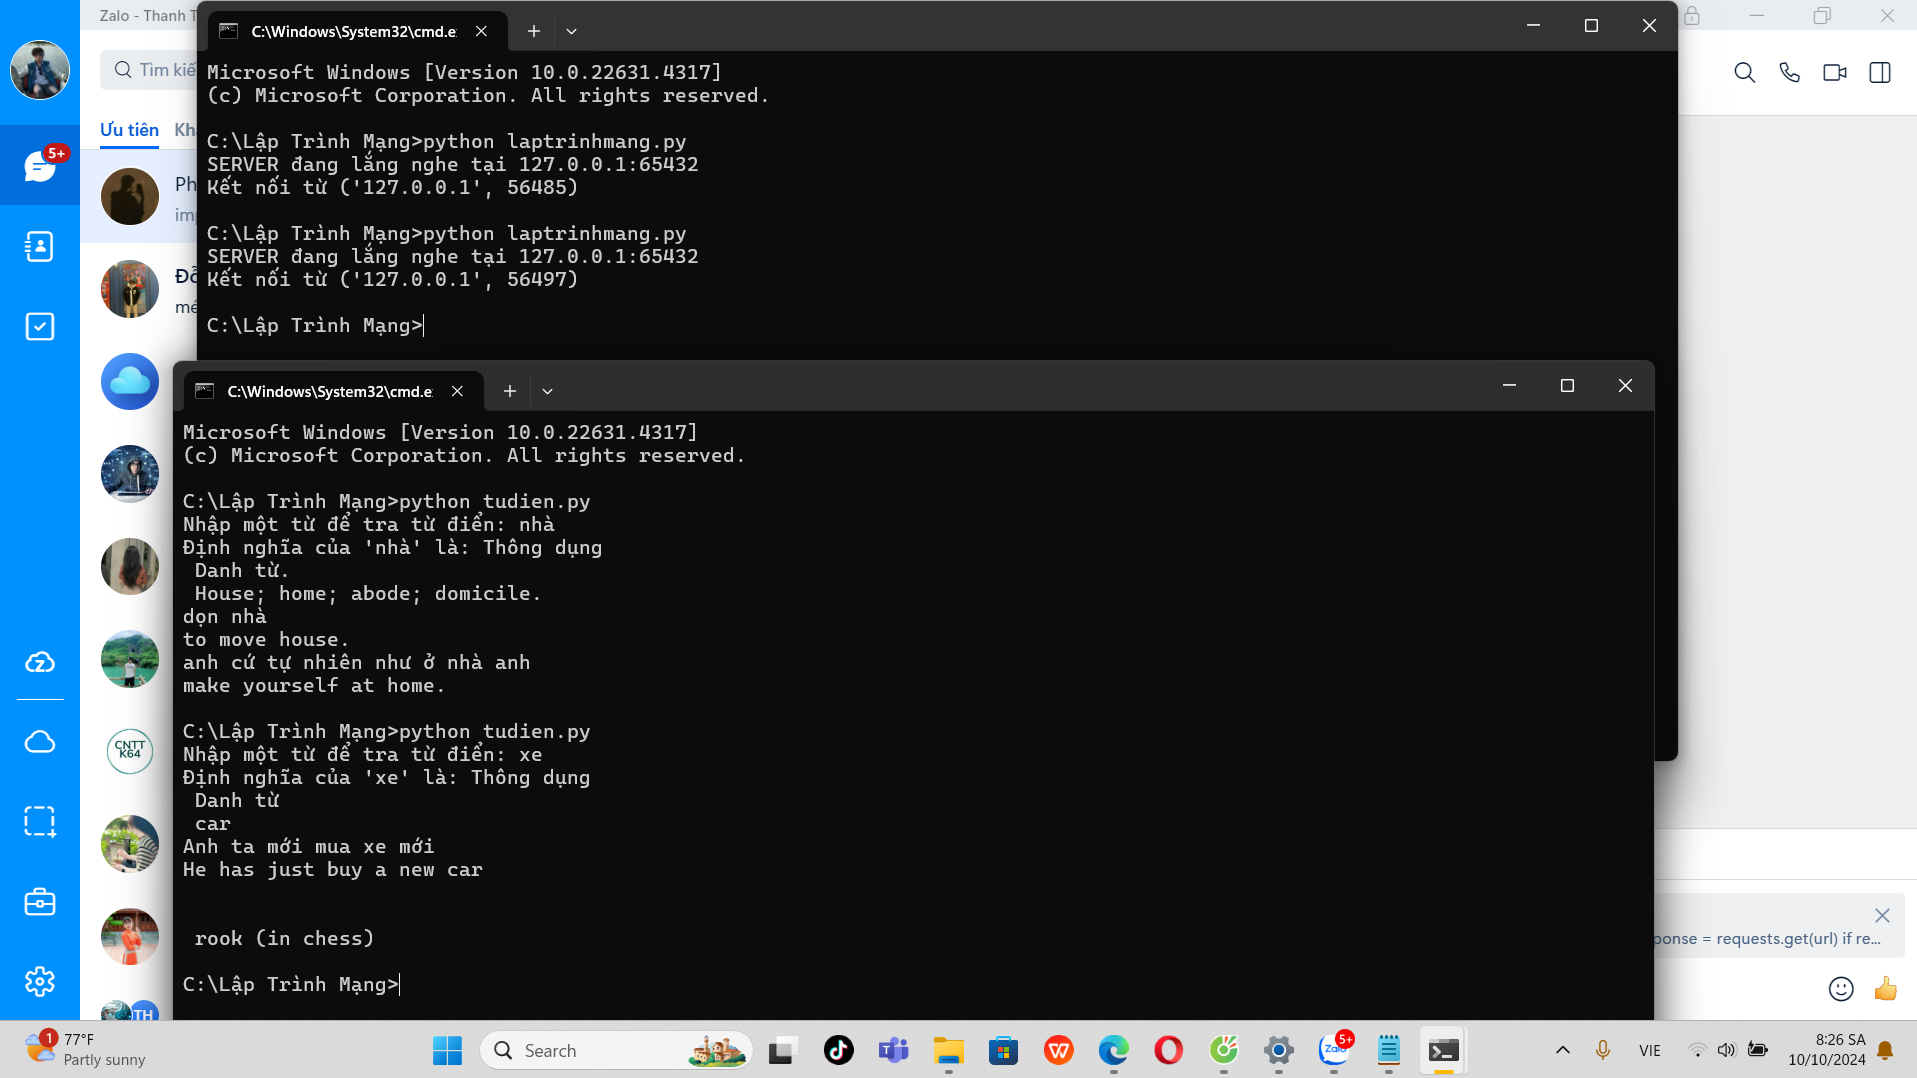 Zalo - Thanh T
Tìm kiế
Ưu tiên
5+
imp
CNTT
K64
TH
C:\Windows\System32\cmd.e
Microsoft Windows [Version 10.0.22631.4317]
(c) Microsoft Corporation. All rights reserved.
C:\Lập Trình Mạng>python laptrinhmang.py
SERVER đang lắng nghe tại 127.0.0.1:65432
Kết nối từ ('127.0.0.1', 56485)
C:\Lập Trình Mạng>python laptrinhmang.py
SERVER đang lắng nghe tại 127.0.0.1:65432
Kết nối từ ('127.0.0.1', 56497)
C:\Lập Trình Mạng>
C:\Windows\System32\cmd.e
Microsoft Windows [Version 10.0.22631.4317]
(c) Microsoft Corporation. All rights reserved.
C:\Lập Trình Mạng>python tudien.py
Nhập một từ để tra từ điển: nhà
Định nghĩa của 'nhà' là: Thông dụng
Danh từ.
House; home; abode; domicile.
dọn nhà
to move house.
anh cứ tự nhiên như ở nhà anh
make yourself at home.
C:\Lập Trình Mạng>python tudien.py
Nhập một từ để tra từ điển: xe
Định nghĩa của 'xe' là: Thông dụng
Danh từ
car
Anh ta mới mua xe mới
He has just buy a new car
rook (in chess)
C:\Lập Trình Mạng>
ponse = requests.get(url) if re...
1
77°F
Partly sunny
Search
Zalo
5+
VIE
8:26 SA
10/10/2024